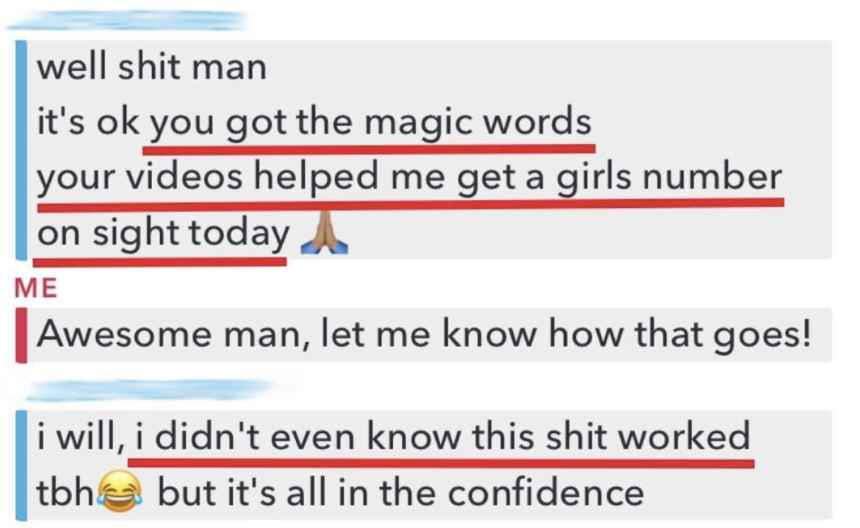 well shit man
it's ok you got the magic words
your videos helped me get a girls number
on sight today 🙏🏽
ME
Awesome man, let me know how that goes!
i will, i didn't even know this shit worked
tbh😂 but it's all in the confidence